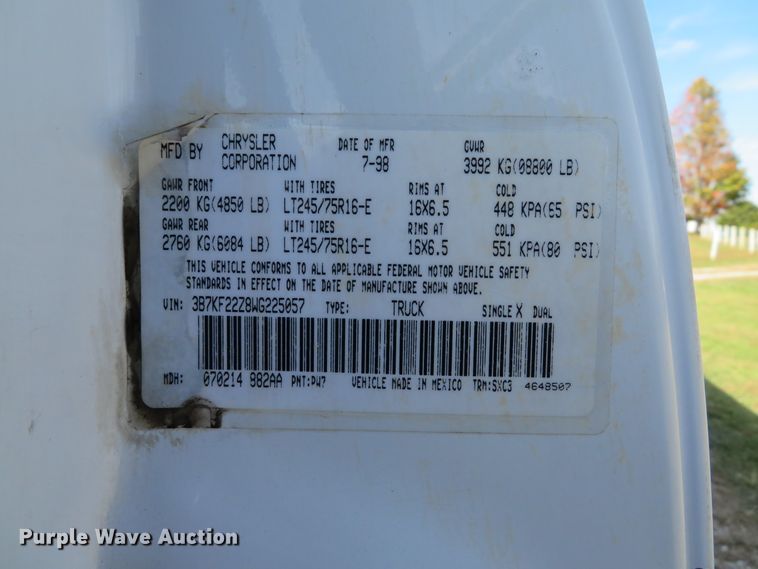 MFD BY CHRYSLER CORPORATION DATE OF MFR 7-98 GVWR 3992 KG(08800 LB)
GAWR FRONT WITH TIRES RIMS AT COLD
2200 KG(4850 LB) LT245/75R16-E 16X6.5 448 KPA(65 PSI)
GAWR REAR WITH TIRES RIMS AT COLD
2760 KG(6084 LB) LT245/75R16-E 16X6.5 551 KPA(80 PSI)
THIS VEHICLE CONFORMS TO ALL APPLICABLE FEDERAL MOTOR VEHICLE SAFETY
STANDARDS IN EFFECT ON THE DATE OF MANUFACTURE SHOWN ABOVE.
VIN: 3B7KF22Z8WG225057 TYPE: TRUCK SINGLE X DUAL
MDH: 070214 982AA PNT:PW7 VEHICLE MADE IN MEXICO TRM:SXC3 4648507
Purple Wave Auction